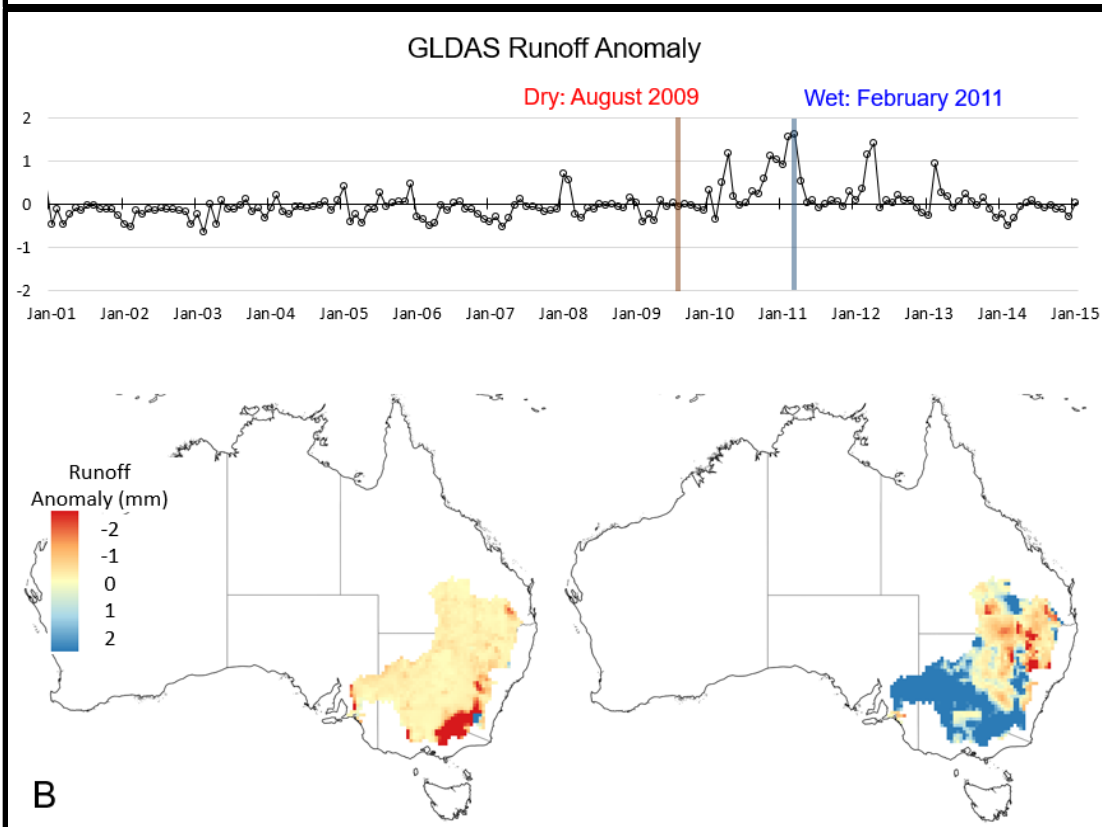 GLDAS Runoff Anomaly
Dry: August 2009 Wet: February 2011
2
1
0
-1
-2
Jan-01 Jan-02 Jan-03 Jan-04 Jan-05 Jan-06 Jan-07 Jan-08 Jan-09 Jan-10 Jan-11 Jan-12 Jan-13 Jan-14 Jan-15
Runoff
Anomaly (mm)
-2
-1
0
1
2
B